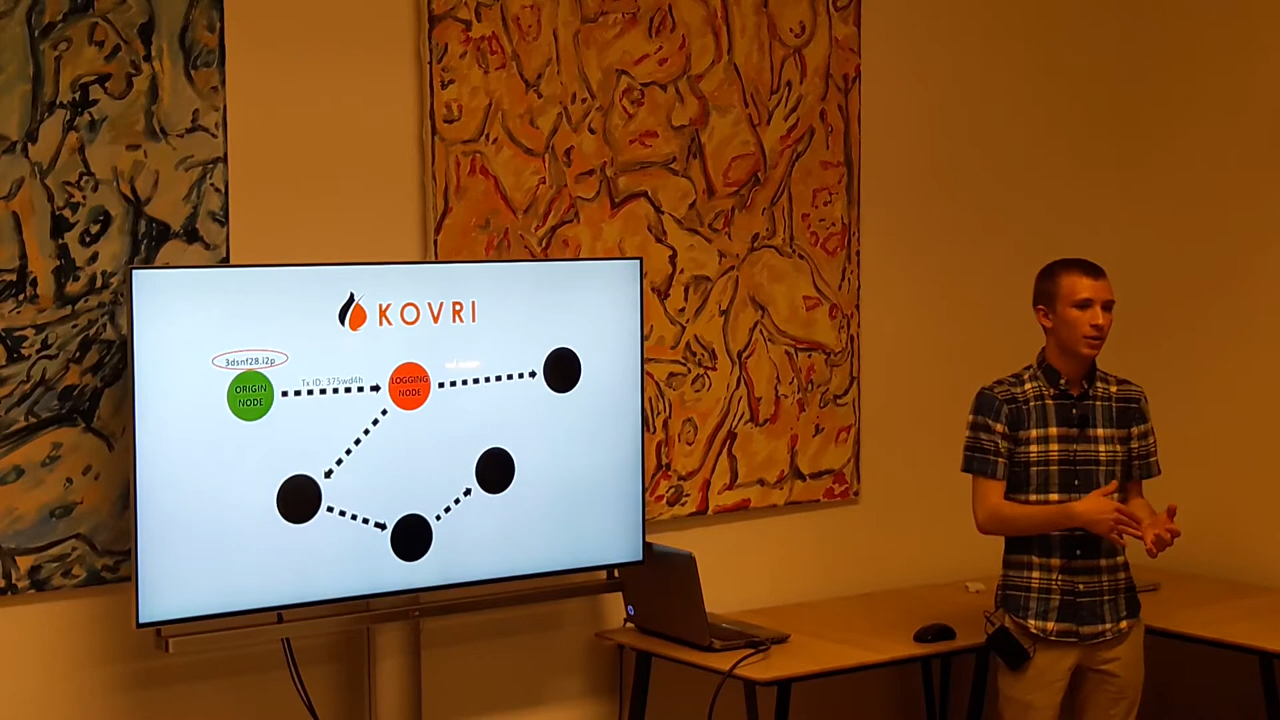 KOVRI
3dsnf28.i2p
Tx ID: 375wd4h
ORIGIN
NODE
LOGGING
NODE